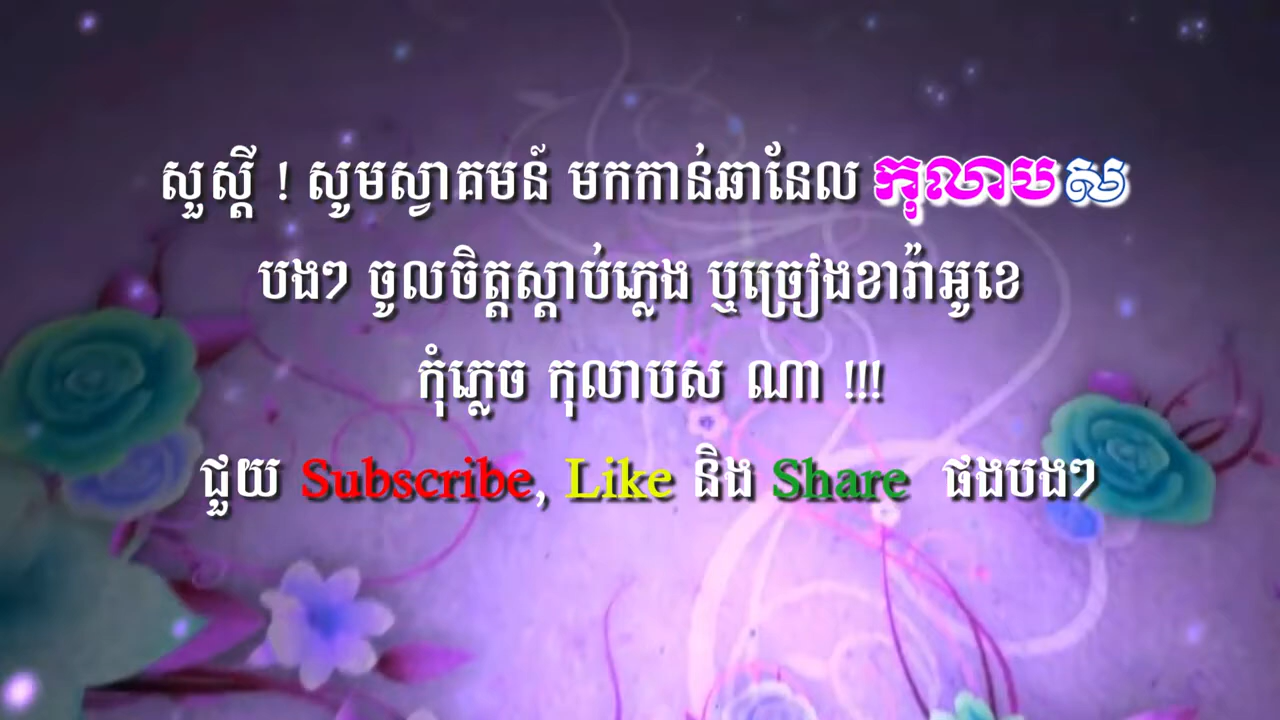 សួស្តី ! សូមស្វាគមន៍ មកកាន់ឆានែល កុលាបស
បងៗ ចូលចិត្តស្តាប់ភ្លេង ឬច្រៀងខារ៉ាអូខេ
កុំភ្លេច កុលាបស ណា !!!
ជួយ Subscribe, Like និង Share ផងបងៗ